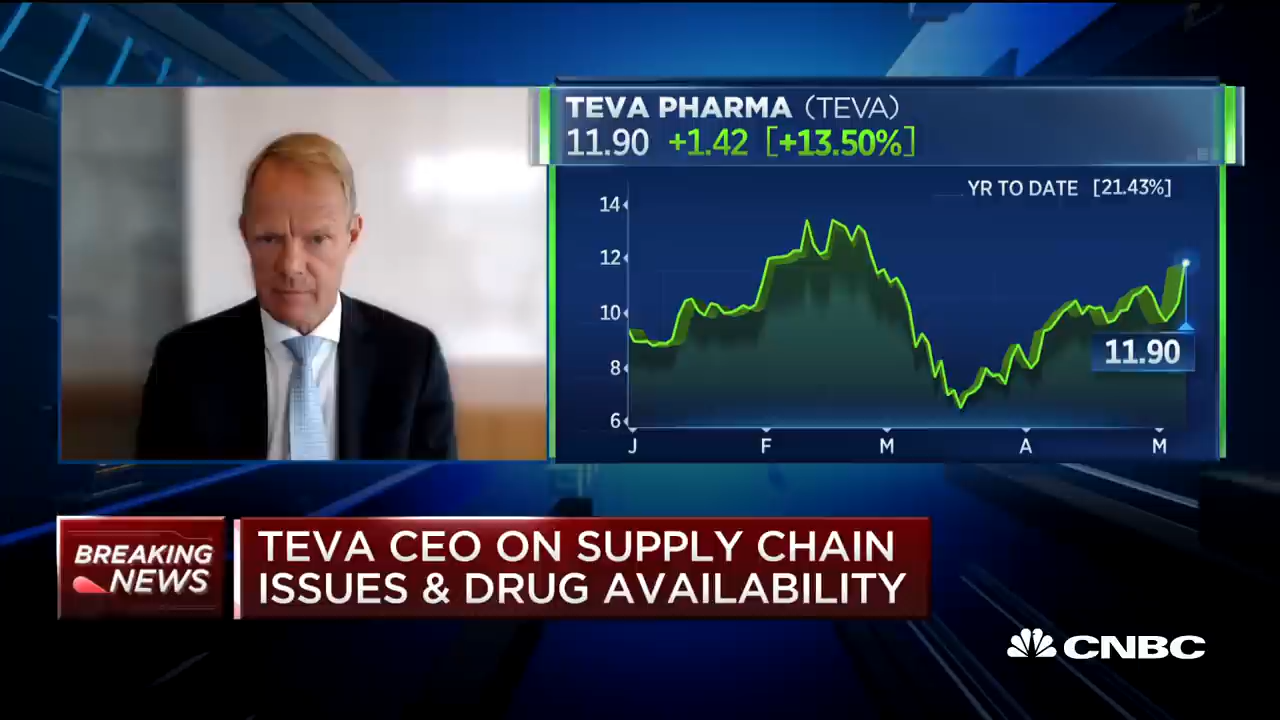 TEVA PHARMA (TEVA)
11.90 +1.42 [+13.50%]
YR TO DATE [21.43%]
14
12
10
8
6
11.90
J F M A M
BREAKING
NEWS
TEVA CEO ON SUPPLY CHAIN
ISSUES & DRUG AVAILABILITY
CNBC